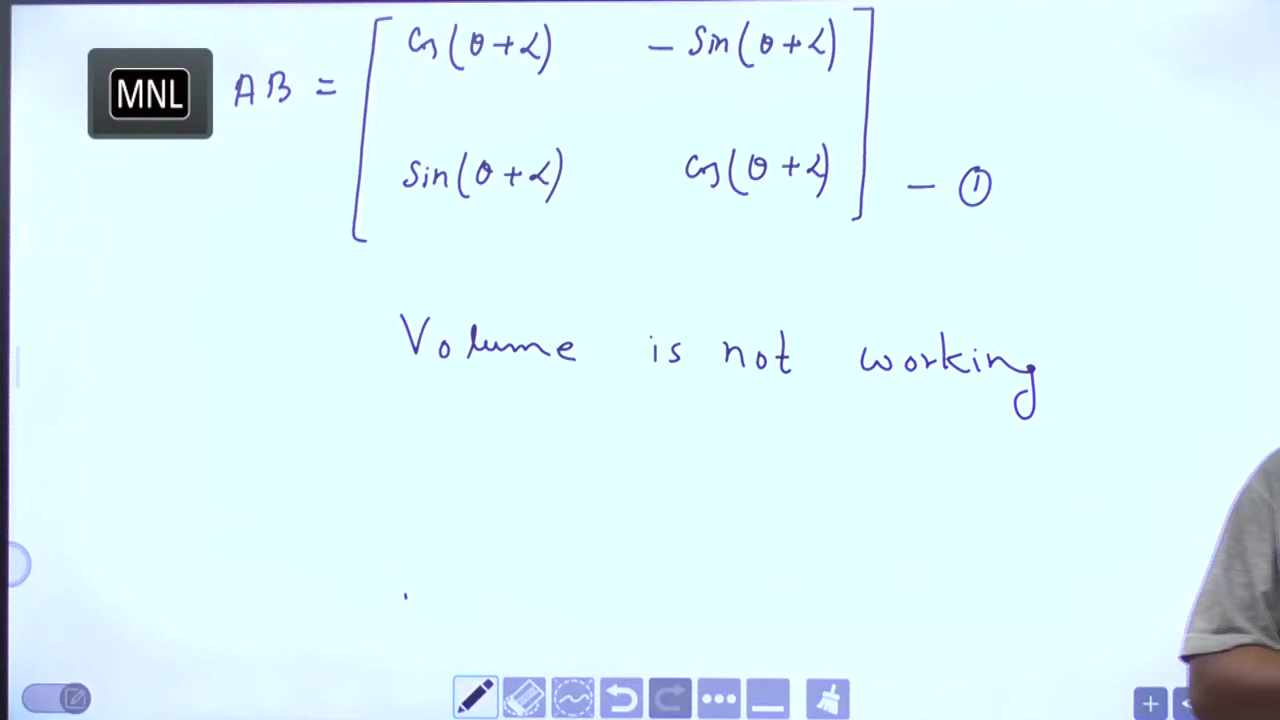 MNL
AB = [ cos(θ+α) - sin(θ+α)
sin(θ+α) cos(θ+α) ] - ①
Volume is not working